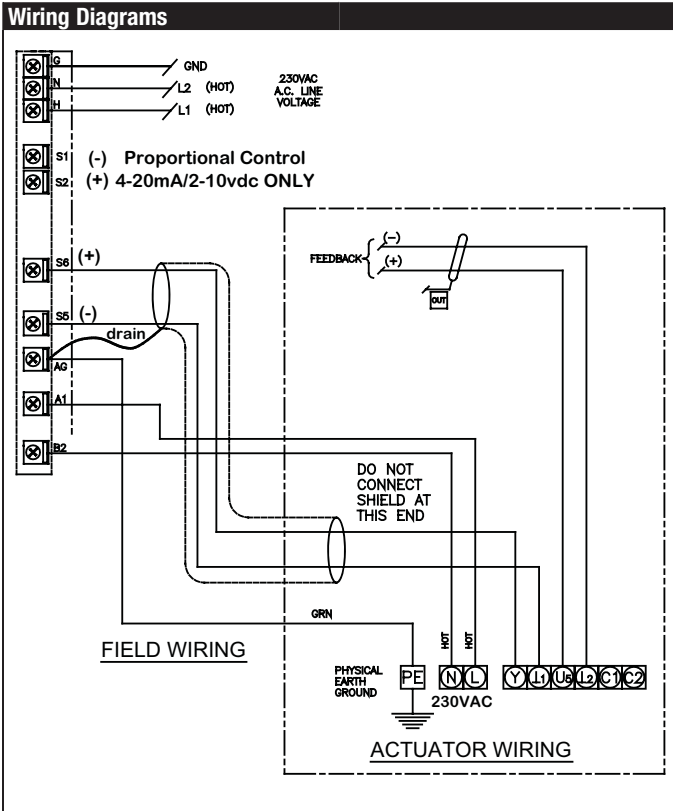 Wiring Diagrams
G
GND
N
L2 (HOT)
H
L1 (HOT)
230VAC
A.C. LINE
VOLTAGE
S1
(-) Proportional Control
S2
(+) 4-20mA/2-10vdc ONLY
S6
(+)
S5
(-)
drain
AG
A1
B2
FEEDBACK
(-)
(+)
OUT
DO NOT
CONNECT
SHIELD AT
THIS END
GRN
FIELD WIRING
PHYSICAL
EARTH
GROUND
PE
HOT
HOT
N L
230VAC
Y ⊥1 U5 ⊥2 C1 C2
ACTUATOR WIRING